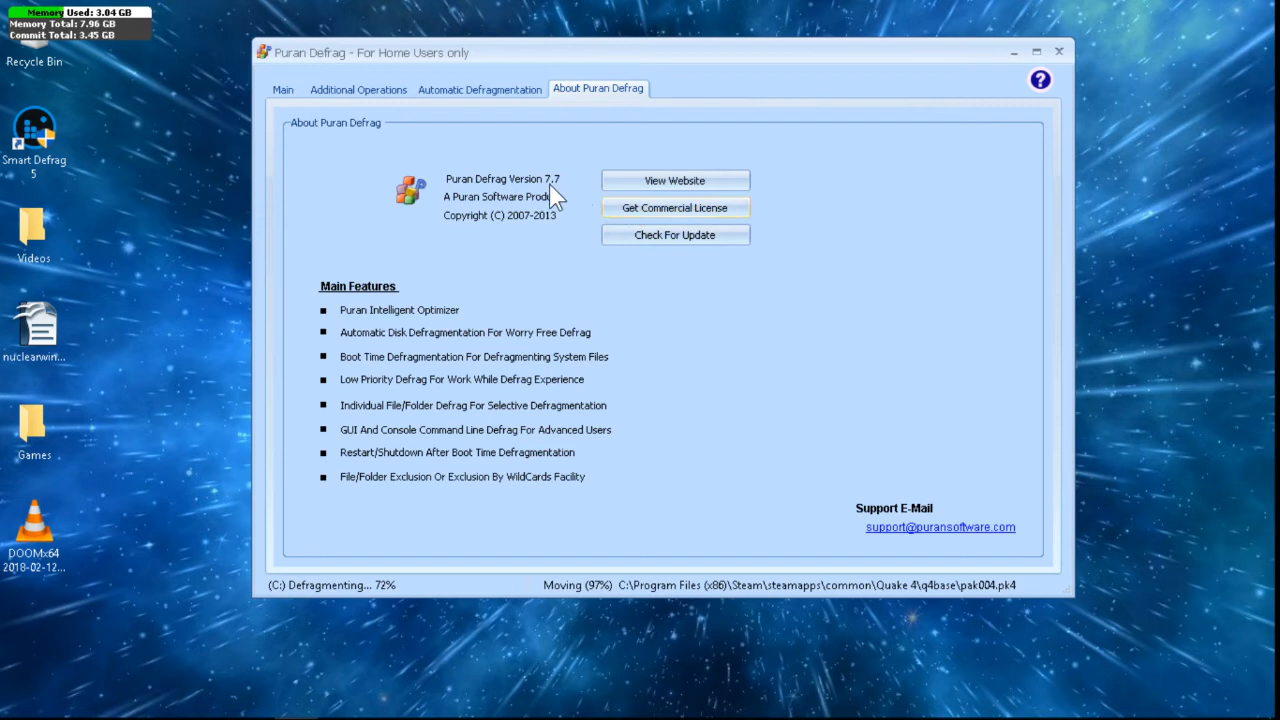 Memory Used: 3.04 GB
Memory Total: 7.96 GB
Commit Total: 3.45 GB
Recycle Bin
Smart Defrag
5
Videos
nuclearwin...
Games
DOOMx64
2018-02-12...
Puran Defrag - For Home Users only
?
Main
Additional Operations
Automatic Defragmentation
About Puran Defrag
About Puran Defrag
Puran Defrag Version 7.7
A Puran Software
Copyright (C) 2007-2013
View Website
Get Commercial License
Check For Update
Main Features
Puran Intelligent Optimizer
Automatic Disk Defragmentation For Worry Free Defrag
Boot Time Defragmentation For Defragmenting System Files
Low Priority Defrag For Work While Defrag Experience
Individual File/Folder Defrag For Selective Defragmentation
GUI And Console Command Line Defrag For Advanced Users
Restart/Shutdown After Boot Time Defragmentation
File/Folder Exclusion Or Exclusion By WildCards Facility
Support E-Mail
support@puransoftware.com
(C:) Defragmenting... 72%
Moving (97%) C:\Program Files (x86)\Steam\steamapps\common\Quake 4\q4base\pak004.pk4